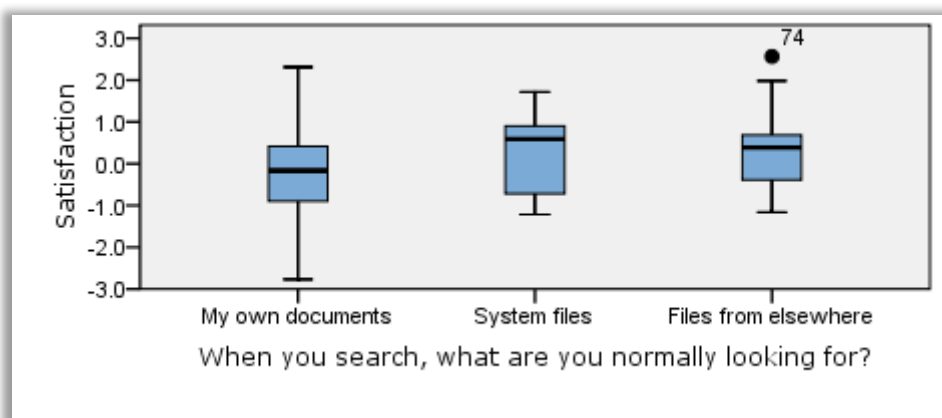 74
3.0
2.0
1.0
0.0
-1.0
-2.0
-3.0
Satisfaction
My own documents System files Files from elsewhere
When you search, what are you normally looking for?